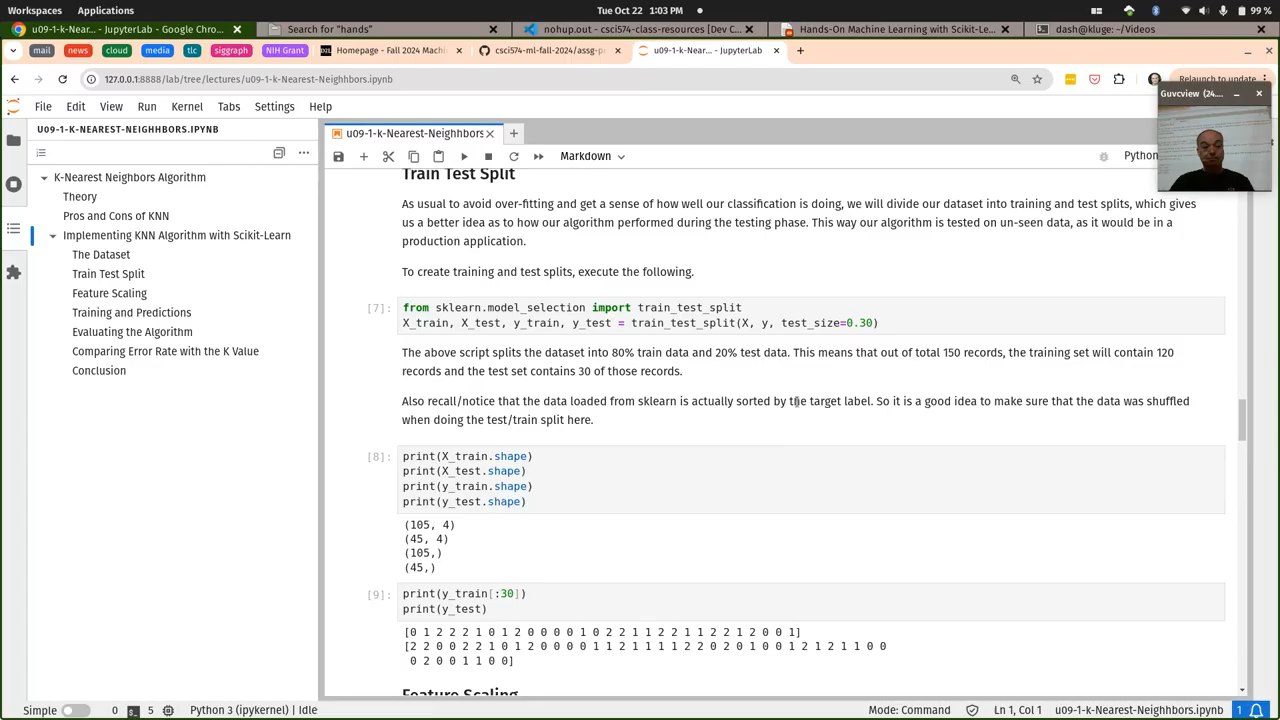 Workspaces Applications Tue Oct 22 1:03 PM 99 %
u09-1-k-Near... - JupyterLab - Google Chro... Search for "hands" nohup.out - csci574-class-resources [Dev C... Hands-On Machine Learning with Scikit-Le... dash@kluge: ~/Videos
mail news cloud media tlc siggraph NIH Grant Homepage - Fall 2024 Mach csci574-ml-fall-2024/assg-p u09-1-k-Near... - JupyterLab
127.0.0.1:8888/lab/tree/lectures/u09-1-k-Nearest-Neighhbors.ipynb Relaunch to update
Guvcview (24....
File Edit View Run Kernel Tabs Settings Help
U09-1-K-NEAREST-NEIGHHBORS.IPYNB
u09-1-k-Nearest-Neighhbors
Markdown Python
K-Nearest Neighbors Algorithm
Theory
Pros and Cons of KNN
Implementing KNN Algorithm with Scikit-Learn
The Dataset
Train Test Split
Feature Scaling
Training and Predictions
Evaluating the Algorithm
Comparing Error Rate with the K Value
Conclusion
Train Test Split
As usual to avoid over-fitting and get a sense of how well our classification is doing, we will divide our dataset into training and test splits, which gives
us a better idea as to how our algorithm performed during the testing phase. This way our algorithm is tested on un-seen data, as it would be in a
production application.
To create training and test splits, execute the following.
[7]: from sklearn.model_selection import train_test_split
X_train, X_test, y_train, y_test = train_test_split(X, y, test_size=0.30)
The above script splits the dataset into 80% train data and 20% test data. This means that out of total 150 records, the training set will contain 120
records and the test set contains 30 of those records.
Also recall/notice that the data loaded from sklearn is actually sorted by the target label. So it is a good idea to make sure that the data was shuffled
when doing the test/train split here.
[8]: print(X_train.shape)
print(X_test.shape)
print(y_train.shape)
print(y_test.shape)
(105, 4)
(45, 4)
(105,)
(45,)
[9]: print(y_train[:30])
print(y_test)
[0 1 2 2 2 1 0 1 2 0 0 0 0 1 0 2 2 1 1 2 2 1 1 2 2 1 2 0 0 1]
[2 2 0 0 2 2 1 0 1 2 0 0 0 0 1 1 2 1 1 1 1 2 2 0 2 0 1 0 0 1 2 1 2 1 1 0 0
0 2 0 0 1 1 0 0]
Feature Scaling
Simple 0 5 Python 3 (ipykernel) | Idle Mode: Command Ln 1, Col 1 u09-1-k-Nearest-Neighhbors.ipynb 1